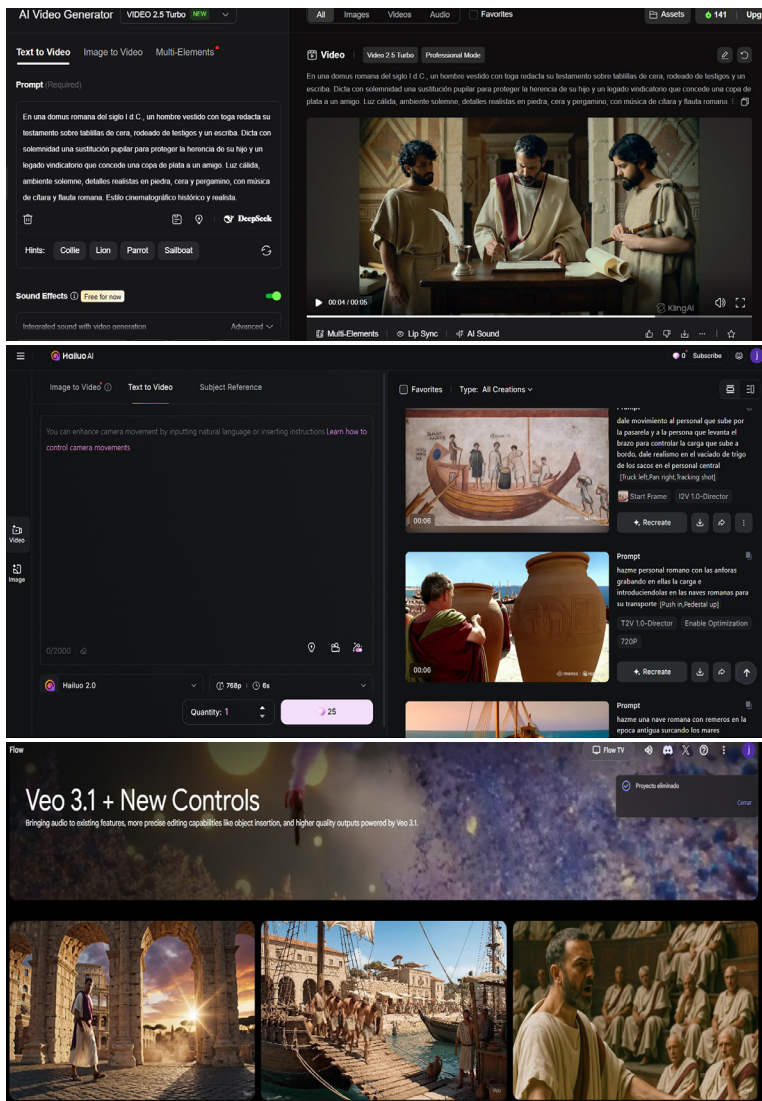 AI Video Generator
VIDEO 2.5 Turbo NEW
Text to Video Image to Video Multi-Elements
Prompt (Required)
En una domus romana del siglo I d.C., un hombre vestido con toga redacta su
testamento sobre tablillas de cera, rodeado de testigos y un escriba. Dicta con
solemnidad una sustitución pupilar para proteger la herencia de su hijo y un
legado vindicatorio que concede una copa de plata a un amigo. Luz cálida,
ambiente solemne, detalles realistas en piedra, cera y pergamino, con música
de cítara y flauta romana. Estilo cinematográfico histórico y realista.
DeepSeek
Hints: Collie Lion Parrot Sailboat
Sound Effects Free for now
Integrated sound with video generation Advanced
All Images Videos Audio Favorites
Assets 141 Upg
Video Video 2.5 Turbo Professional Mode
En una domus romana del siglo I d.C., un hombre vestido con toga redacta su testamento sobre tablillas de cera, rodeado de testigos y un
escriba. Dicta con solemnidad una sustitución pupilar para proteger la herencia de su hijo y un legado vindicatorio que concede una copa de
plata a un amigo. Luz cálida, ambiente solemne, detalles realistas en piedra, cera y pergamino, con música de cítara y flauta romana. E
00:04 / 00:05
KlingAI
Multi-Elements Lip Sync AI Sound
Hailuo AI
0 Subscribe j
Image to Video Text to Video Subject Reference
You can enhance camera movement by inputting natural language or inserting instructions.Learn how to
control camera movements
Video
Image
0/2000
Hailuo 2.0
768p 6s
Quantity: 1
25
Favorites Type: All Creations
Prompt
dale movimiento al personal que sube por
la pasarela y a la persona que levanta el
brazo para controlar la carga que sube a
bordo, dale realismo en el vaciado de trigo
de los sacos en el personal central
[Truck left,Pan right,Tracking shot]
Start Frame I2V 1.0-Director
00:06
Recreate
Prompt
hazme personal romano con las anforas
grabando en ellas la carga e
introduciendolas en las naves romanas para
su transporte [Push in,Pedestal up]
T2V 1.0-Director Enable Optimization
720P
00:06
Recreate
Prompt
hazme una nave romana con remeros en la
epoca antigua surcando los mares
Flow
Flow TV
j
Veo 3.1 + New Controls
Bringing audio to existing features, more precise editing capabilities like object insertion, and higher quality outputs powered by Veo 3.1.
Proyecto eliminado
Cerrar
Veo
Veo
Veo